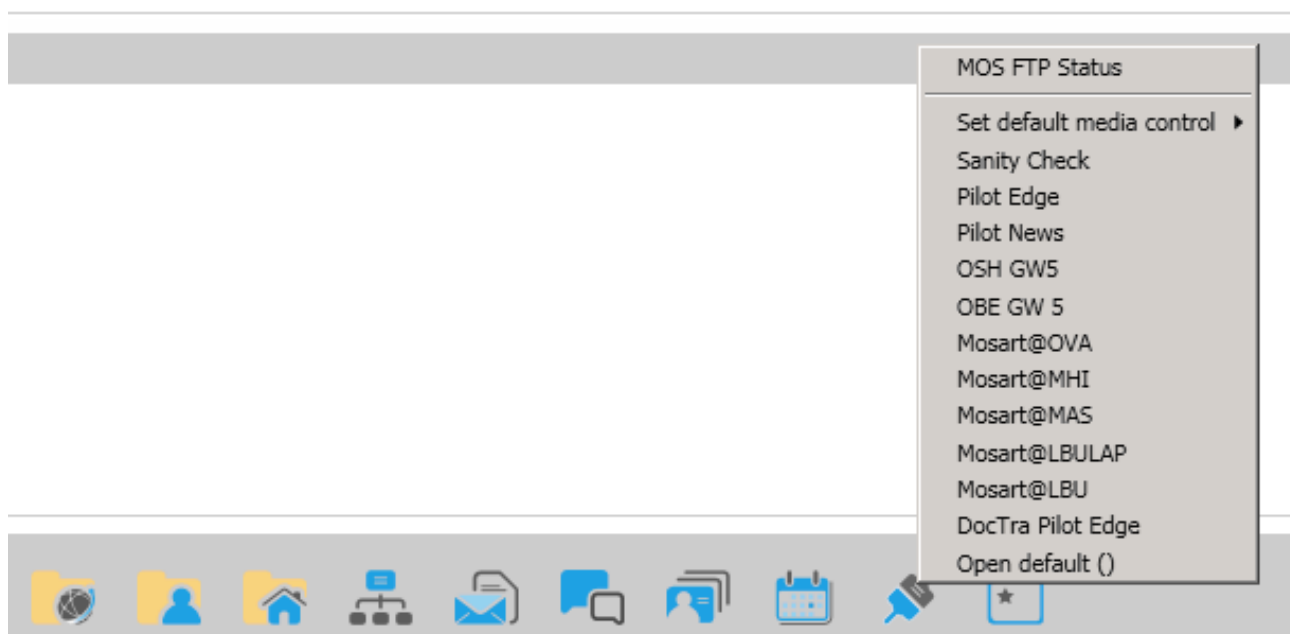 MOS FTP Status
Set default media control
Sanity Check
Pilot Edge
Pilot News
OSH GW5
OBE GW 5
Mosart@OVA
Mosart@MHI
Mosart@MAS
Mosart@LBULAP
Mosart@LBU
DocTra Pilot Edge
Open default ()